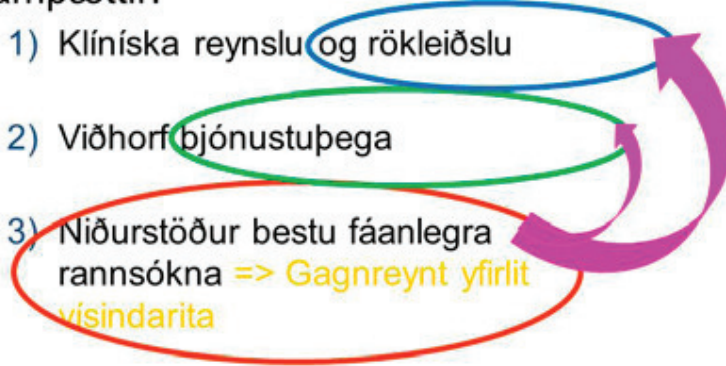 1) Klíníska reynslu og rökleiðslu
2) Viðhorf þjónustuþega
3) Niðurstöður bestu fáanlegra
rannsókna => Gagnreynt yfirlit
vísindarita